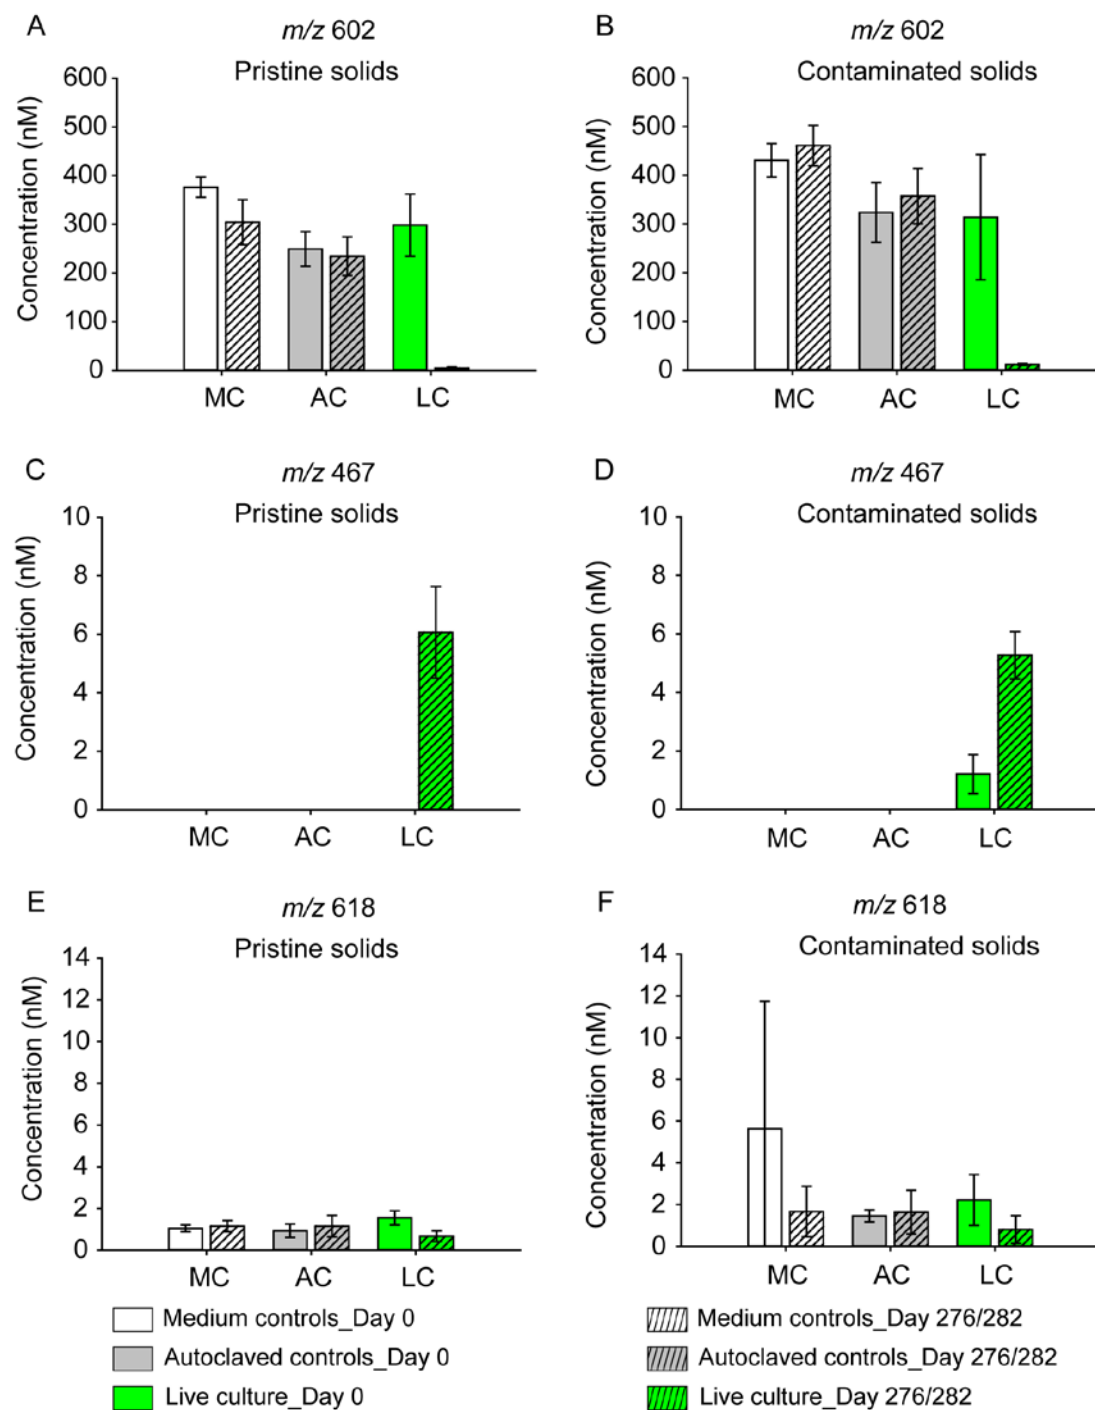 A
m/z 602
Pristine solids
Concentration (nM)
600
500
400
300
200
100
0
MC AC LC
B
m/z 602
Contaminated solids
Concentration (nM)
600
500
400
300
200
100
0
MC AC LC
C
m/z 467
Pristine solids
Concentration (nM)
10
8
6
4
2
0
MC AC LC
D
m/z 467
Contaminated solids
Concentration (nM)
10
8
6
4
2
0
MC AC LC
E
m/z 618
Pristine solids
Concentration (nM)
14
12
10
8
6
4
2
0
MC AC LC
F
m/z 618
Contaminated solids
Concentration (nM)
14
12
10
8
6
4
2
0
MC AC LC
Medium controls_Day 0
Autoclaved controls_Day 0
Live culture_Day 0
Medium controls_Day 276/282
Autoclaved controls_Day 276/282
Live culture_Day 276/282